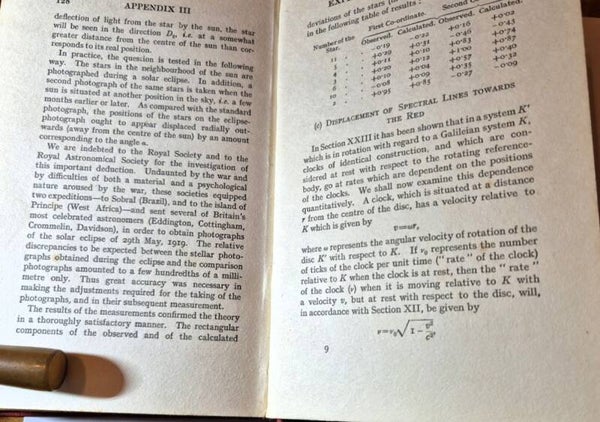 128
APPENDIX III
deflection of light from the star by the sun, the star
will be seen in the direction D₂, i.e. at a somewhat
greater distance from the centre of the sun than cor-
responds to its real position.
In practice, the question is tested in the following
way. The stars in the neighbourhood of the sun are
photographed during a solar eclipse. In addition, a
second photograph of the same stars is taken when the
sun is situated at another position in the sky, i.e. a few
months earlier or later. As compared with the standard
photograph, the positions of the stars on the eclipse-
photograph ought to appear displaced radially out-
wards (away from the centre of the sun) by an amount
corresponding to the angle α.
We are indebted to the Royal Society and to the
Royal Astronomical Society for the investigation of
this important deduction. Undaunted by the war and
by difficulties of both a material and a psychological
nature aroused by the war, these societies equipped
two expeditions—to Sobral (Brazil), and to the island of
Principe (West Africa)—and sent several of Britain's
most celebrated astronomers (Eddington, Cottingham,
Crommelin, Davidson), in order to obtain photographs
of the solar eclipse of 29th May, 1919. The relative
discrepancies to be expected between the stellar photo-
graphs obtained during the eclipse and the comparison
photographs amounted to a few hundredths of a milli-
metre only. Thus great accuracy was necessary in
making the adjustments required for the taking of the
photographs, and in their subsequent measurement.
The results of the measurements confirmed the theory
in a thoroughly satisfactory manner. The rectangular
components of the observed and of the calculated
deviations of the stars
in the following table of results:
Number of the Star. First Co-ordinate. Second Co-ordinate.
Observed. Calculated. Observed. Calculated.
11 −0·19 −0·22 +0·16 +0·02
(c) DISPLACEMENT OF SPECTRAL LINES TOWARDS
THE RED
In Section XXIII it has been shown that in a system K′
which is in rotation with regard to a Galileian system K,
clocks of identical construction, and which are con-
sidered at rest with respect to the rotating reference-
body, go at rates which are dependent on the positions
of the clocks. We shall now examine this dependence
quantitatively. A clock, which is situated at a distance
r from the centre of the disc, has a velocity relative to
K which is given by
v=ωr,
where ω represents the angular velocity of rotation of the
disc K′ with respect to K. If ν₀ represents the number
of ticks of the clock per unit time ("rate" of the clock)
relative to K when the clock is at rest, then the "rate"
of the clock (ν) when it is moving relative to K with
a velocity v, but at rest with respect to the disc, will,
in accordance with Section XII, be given by
ν=ν₀√1−v²/c²,
9